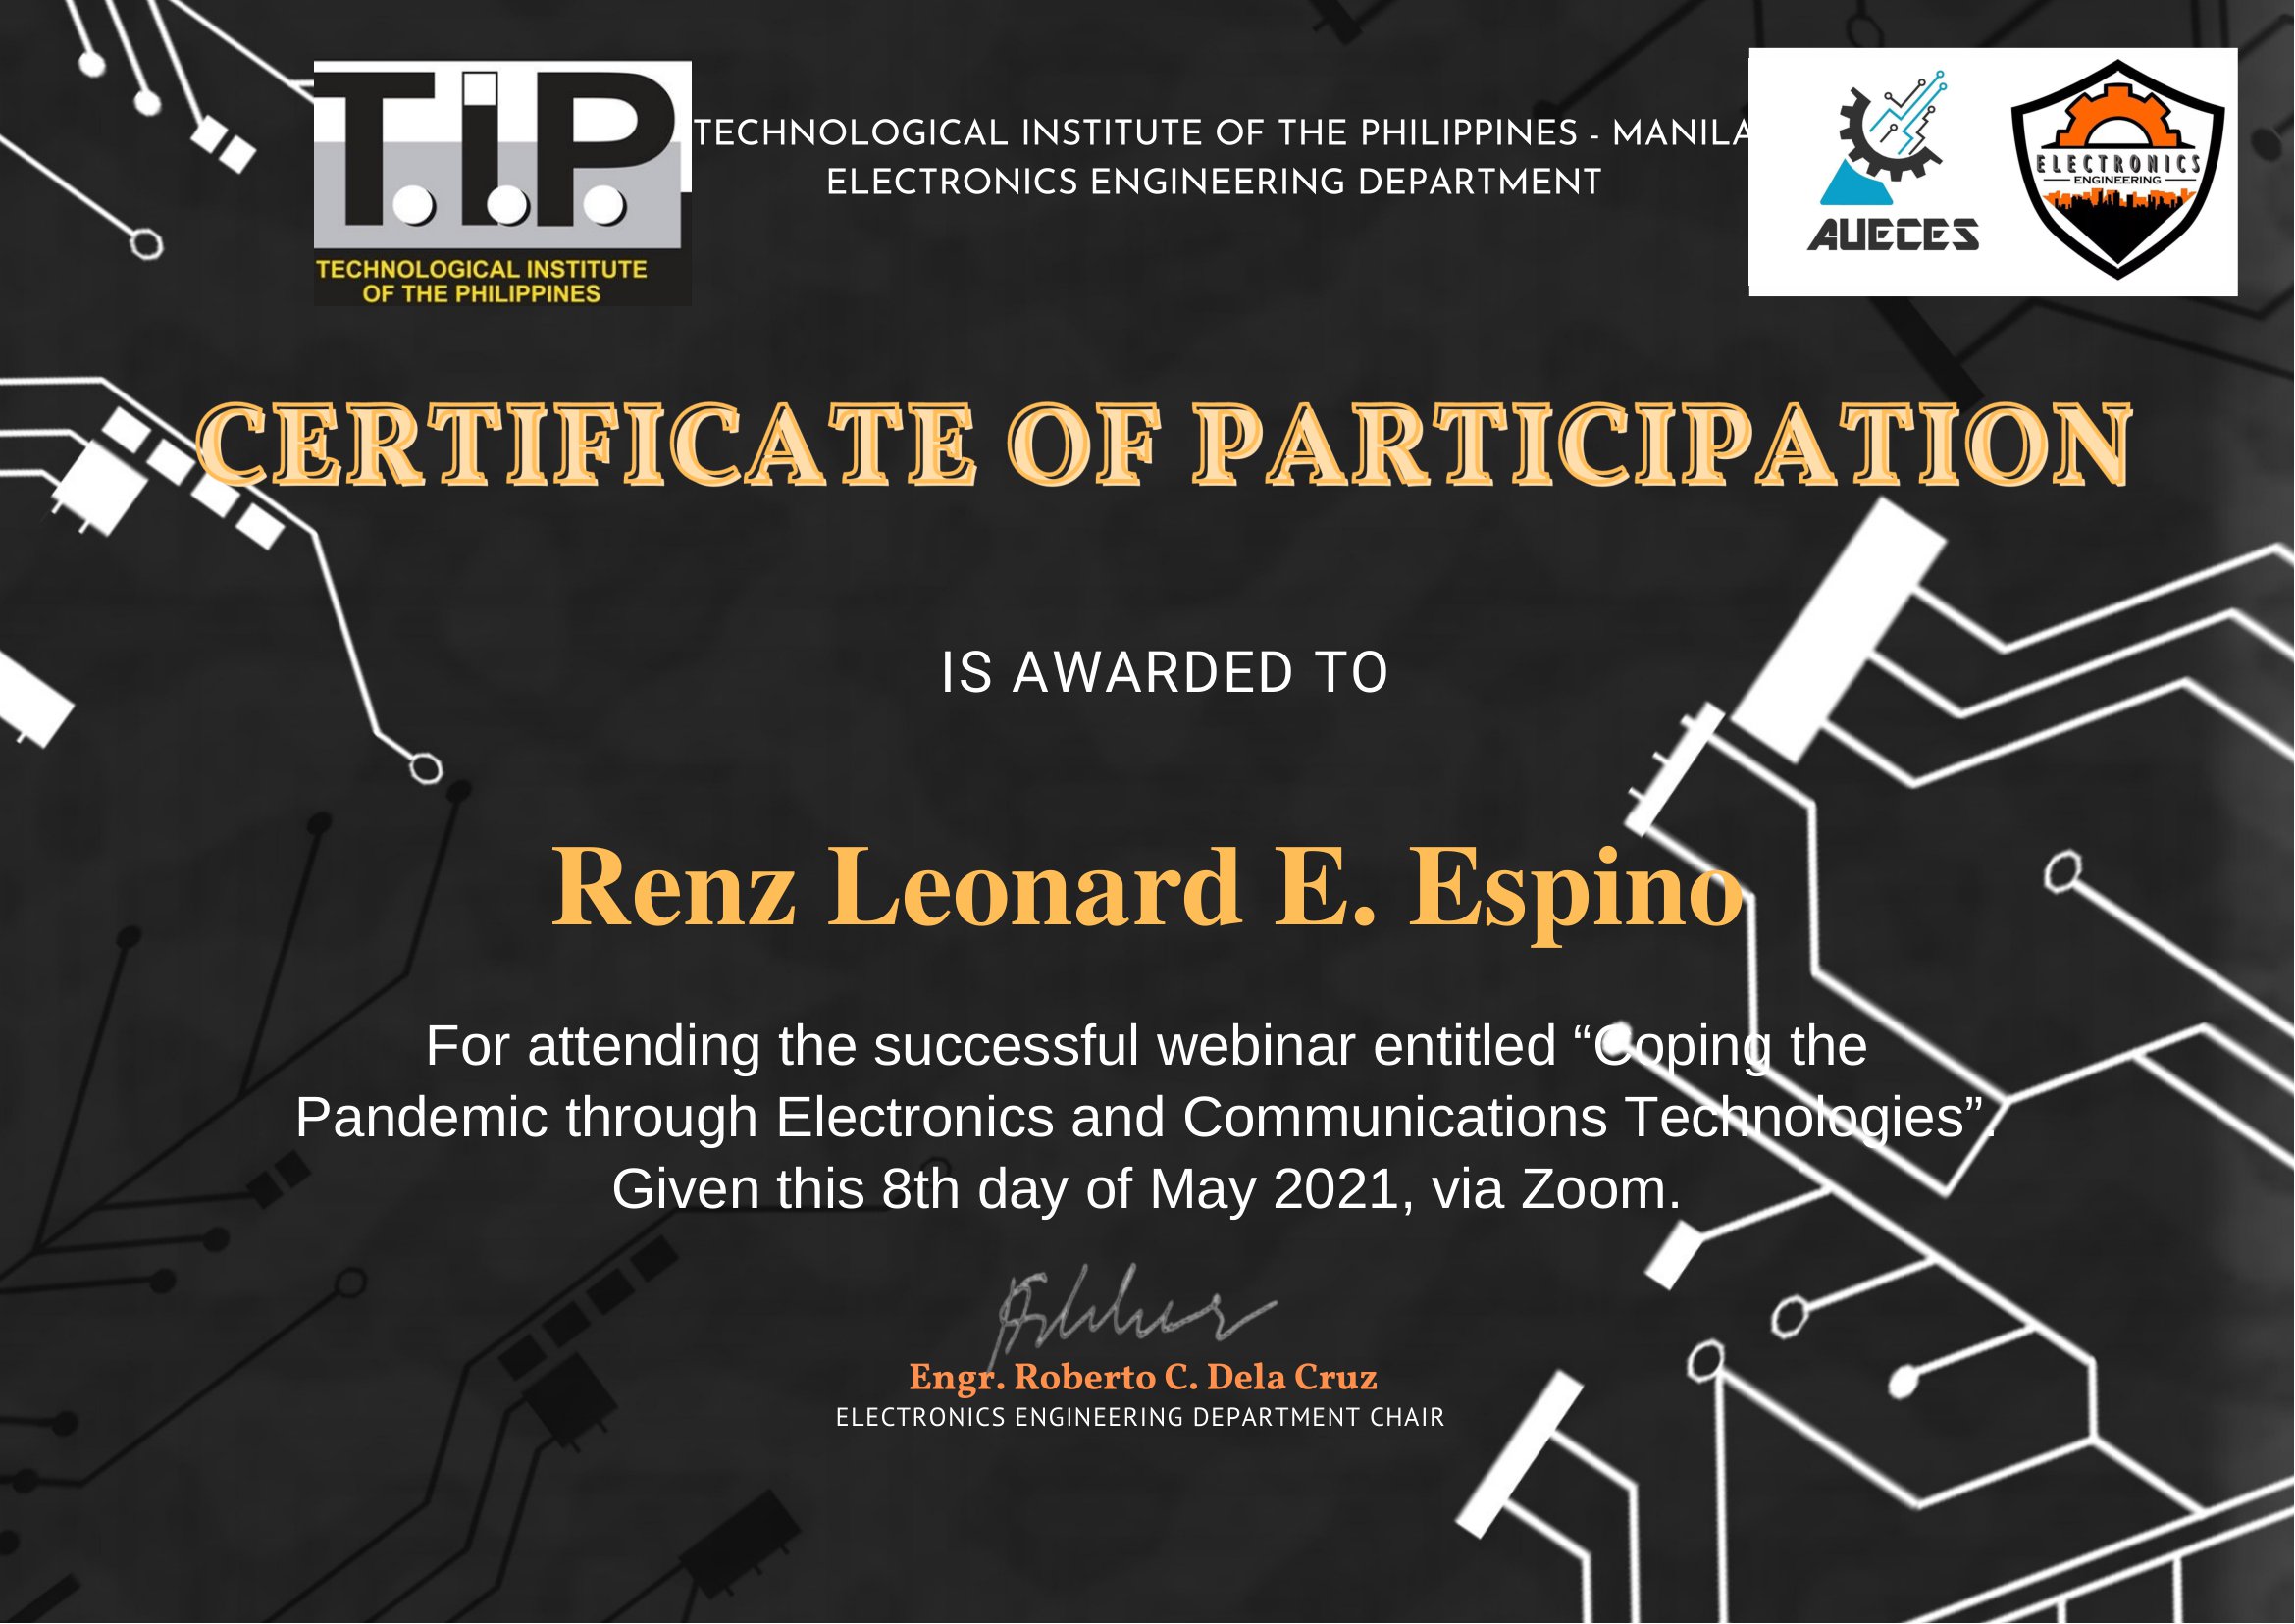 T.i.P.
TECHNOLOGICAL INSTITUTE
OF THE PHILIPPINES
TECHNOLOGICAL INSTITUTE OF THE PHILIPPINES - MANILA
ELECTRONICS ENGINEERING DEPARTMENT
AUECES
ELECTRONICS
ENGINEERING
CERTIFICATE OF PARTICIPATION
IS AWARDED TO
Renz Leonard E. Espino
For attending the successful webinar entitled “Coping the
Pandemic through Electronics and Communications Technologies”.
Given this 8th day of May 2021, via Zoom.
Engr. Roberto C. Dela Cruz
ELECTRONICS ENGINEERING DEPARTMENT CHAIR